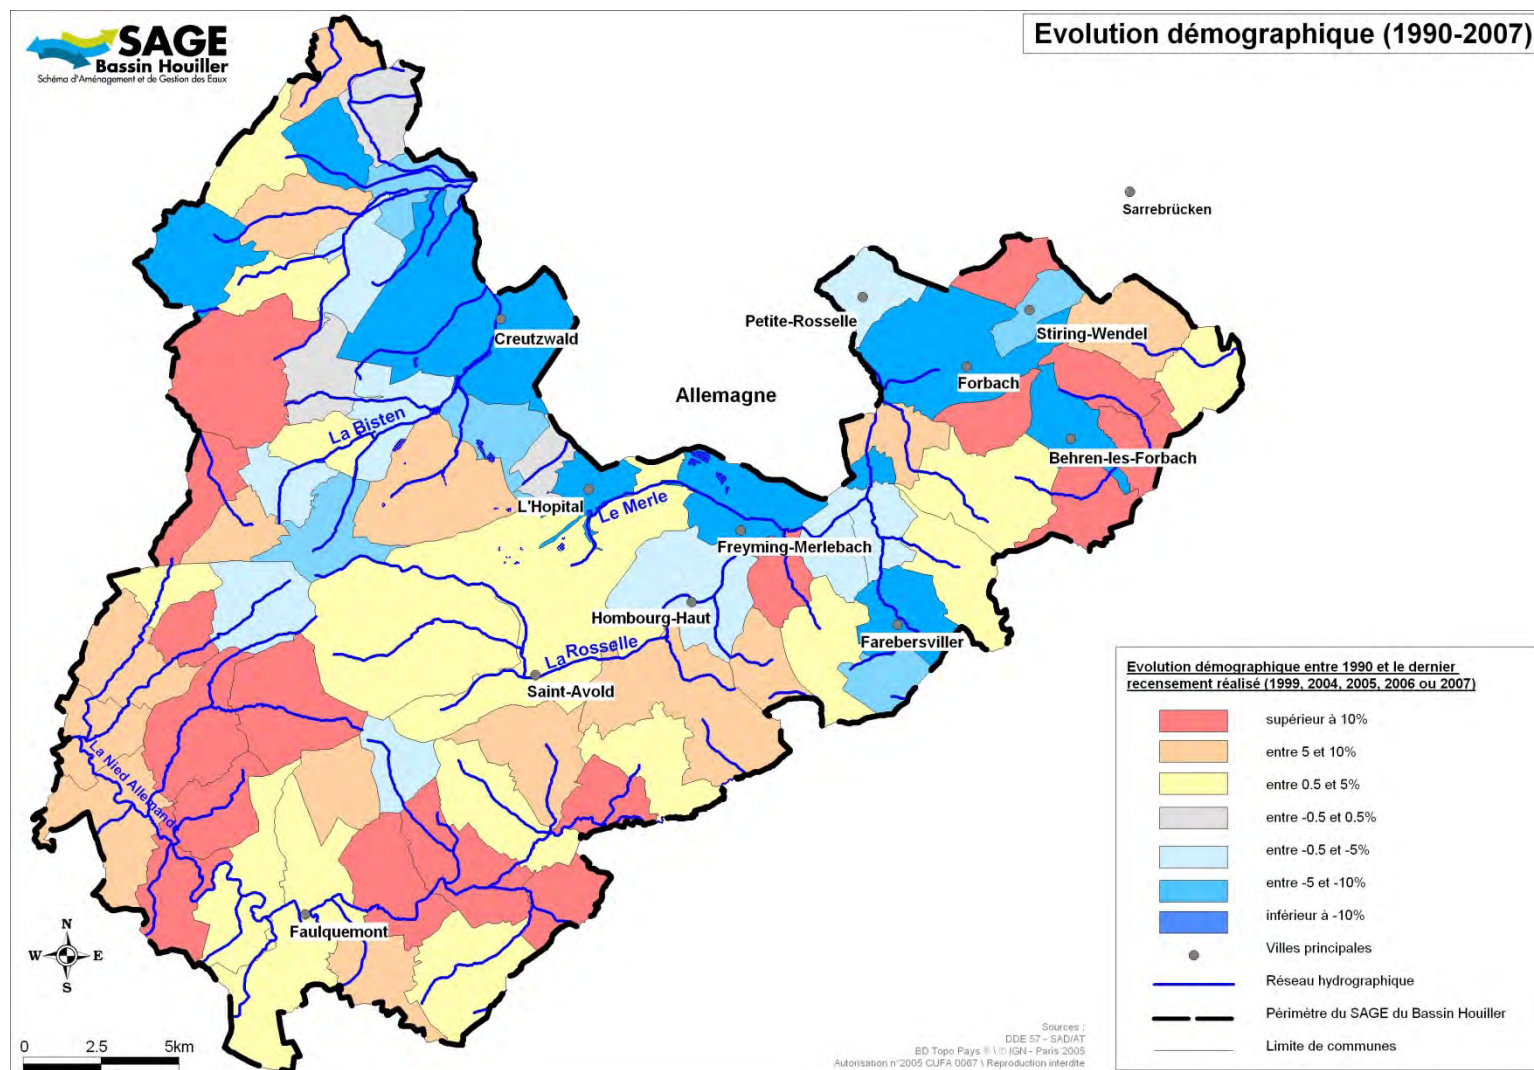 SAGE
Bassin Houiller
Schéma d'Aménagement et de Gestion des Eaux
Evolution démographique (1990-2007)
Sarrebrücken
Petite-Rosselle
Stiring-Wendel
Creutzwald
Forbach
Allemagne
La Bisten
Behren-les-Forbach
L'Hopital
Le Merle
Freyming-Merlebach
Hombourg-Haut
Farebersviller
La Rosselle
Saint-Avold
La Nied Allemande
Faulquemont
N
W E
S
0 2.5 5km
Evolution démographique entre 1990 et le dernier
recensement réalisé (1999, 2004, 2005, 2006 ou 2007)
supérieur à 10%
entre 5 et 10%
entre 0.5 et 5%
entre -0.5 et 0.5%
entre -0.5 et -5%
entre -5 et -10%
inférieur à -10%
Villes principales
Réseau hydrographique
Périmètre du SAGE du Bassin Houiller
Limite de communes
Sources :
DDE 57 - SAD/AT
BD Topo Pays ® \ © IGN - Paris 2005
Autorisation n°2005 CUFA 0067 \ Reproduction interdite